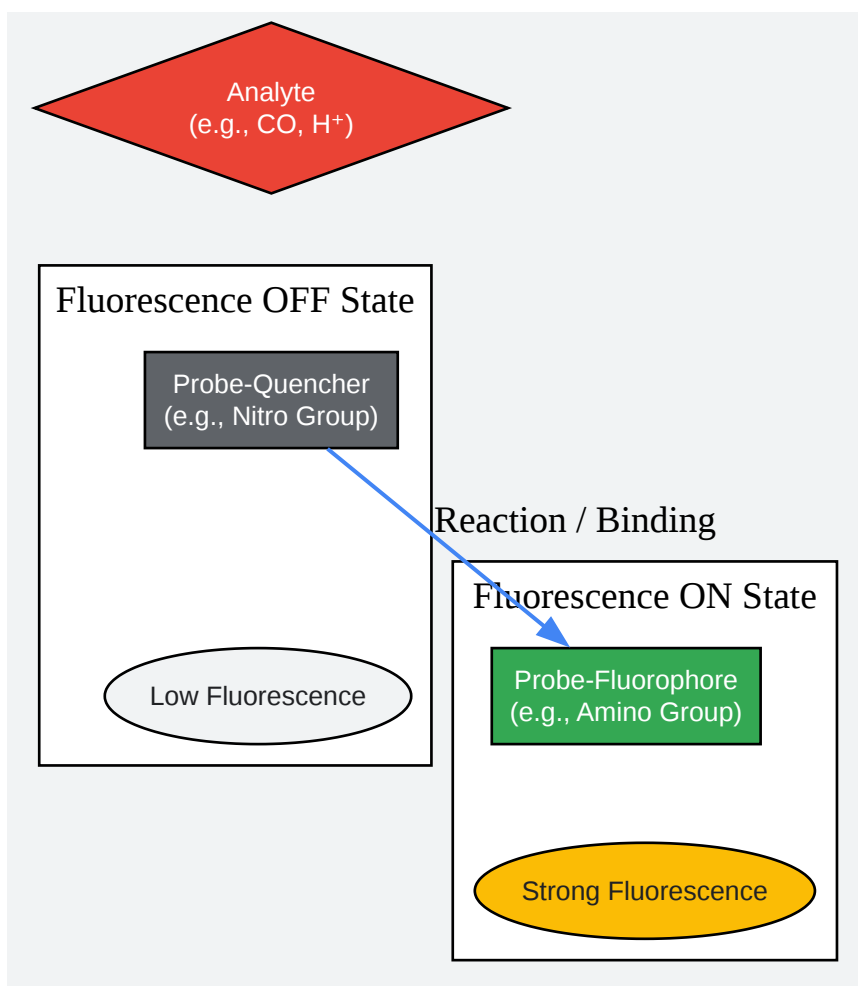 Analyte
(e.g., CO, H⁺)
Fluorescence OFF State
Probe-Quencher
(e.g., Nitro Group)
Reaction / Binding
Fluorescence ON State
Low Fluorescence
Probe-Fluorophore
(e.g., Amino Group)
Strong Fluorescence